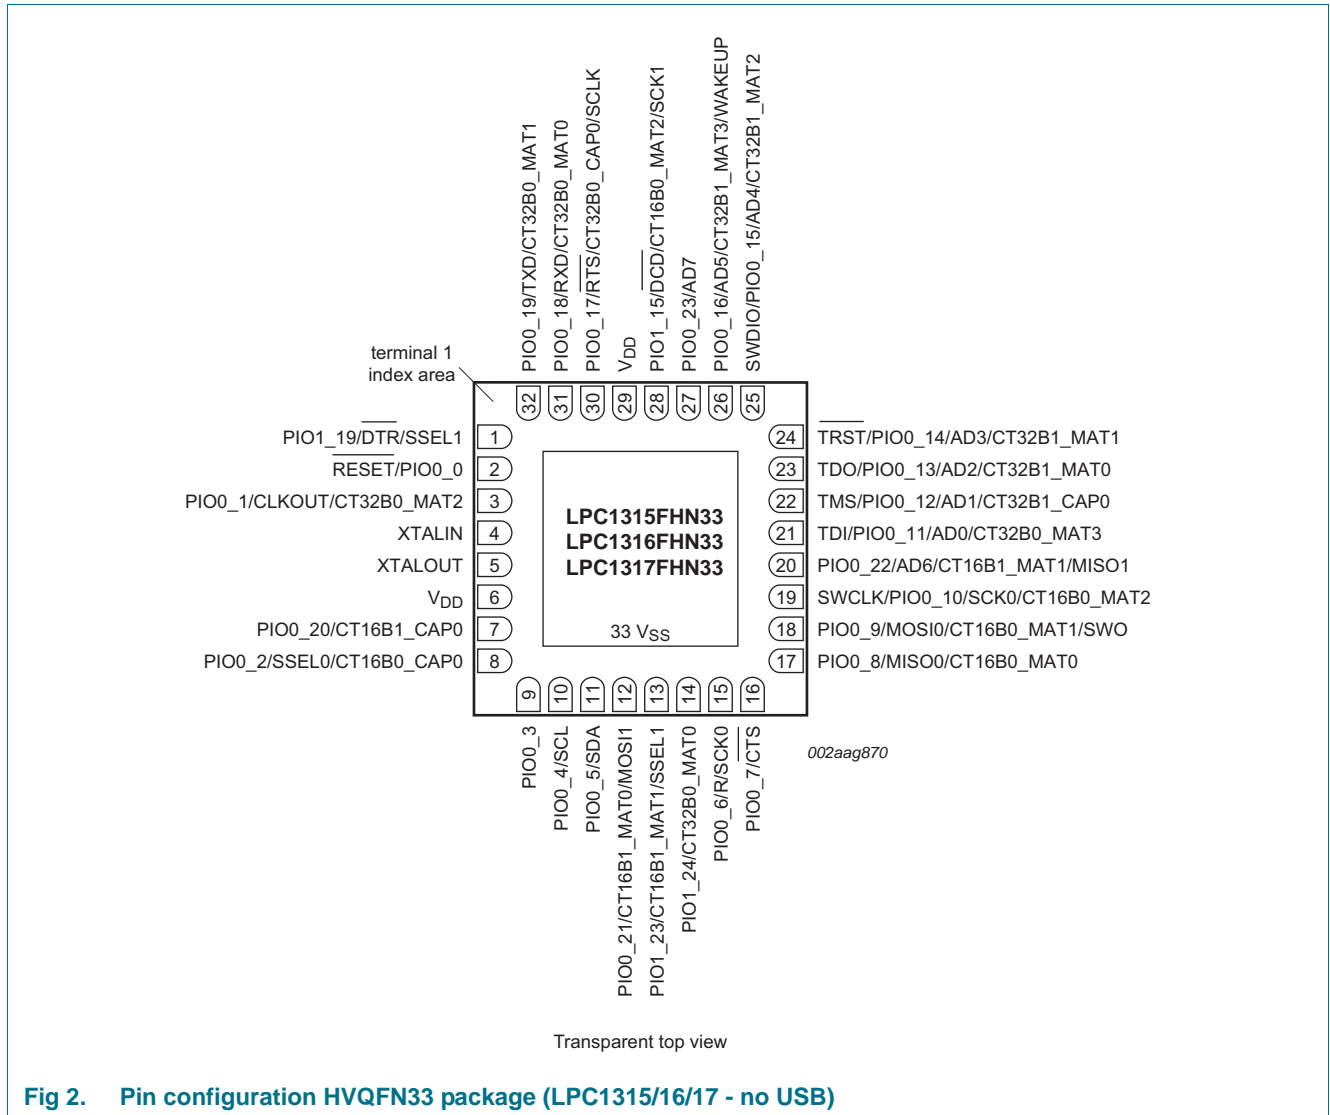 PIO0_19/TXD/CT32B0_MAT1
PIO0_18/RXD/CT32B0_MAT0
PIO0_17/RTS/CT32B0_CAP0/SCLK
VDD
PIO1_15/DCD/CT16B0_MAT2/SCK1
PIO0_23/AD7
PIO0_16/AD5/CT32B1_MAT3/WAKEUP
SWDIO/PIO0_15/AD4/CT32B1_MAT2
terminal 1
index area
32
31
30
29
28
27
26
25
PIO1_19/DTR/SSEL1
1
RESET/PIO0_0
2
PIO0_1/CLKOUT/CT32B0_MAT2
3
XTALIN
4
XTALOUT
5
VDD
6
PIO0_20/CT16B1_CAP0
7
PIO0_2/SSEL0/CT16B0_CAP0
8
LPC1315FHN33
LPC1316FHN33
LPC1317FHN33
33 VSS
24
TRST/PIO0_14/AD3/CT32B1_MAT1
23
TDO/PIO0_13/AD2/CT32B1_MAT0
22
TMS/PIO0_12/AD1/CT32B1_CAP0
21
TDI/PIO0_11/AD0/CT32B0_MAT3
20
PIO0_22/AD6/CT16B1_MAT1/MISO1
19
SWCLK/PIO0_10/SCK0/CT16B0_MAT2
18
PIO0_9/MOSI0/CT16B0_MAT1/SWO
17
PIO0_8/MISO0/CT16B0_MAT0
9
10
11
12
13
14
15
16
PIO0_3
PIO0_4/SCL
PIO0_5/SDA
PIO0_21/CT16B1_MAT0/MOSI1
PIO1_23/CT16B1_MAT1/SSEL1
PIO1_24/CT32B0_MAT0
PIO0_6/R/SCK0
PIO0_7/CTS
002aag870
Transparent top view
Fig 2. Pin configuration HVQFN33 package (LPC1315/16/17 - no USB)